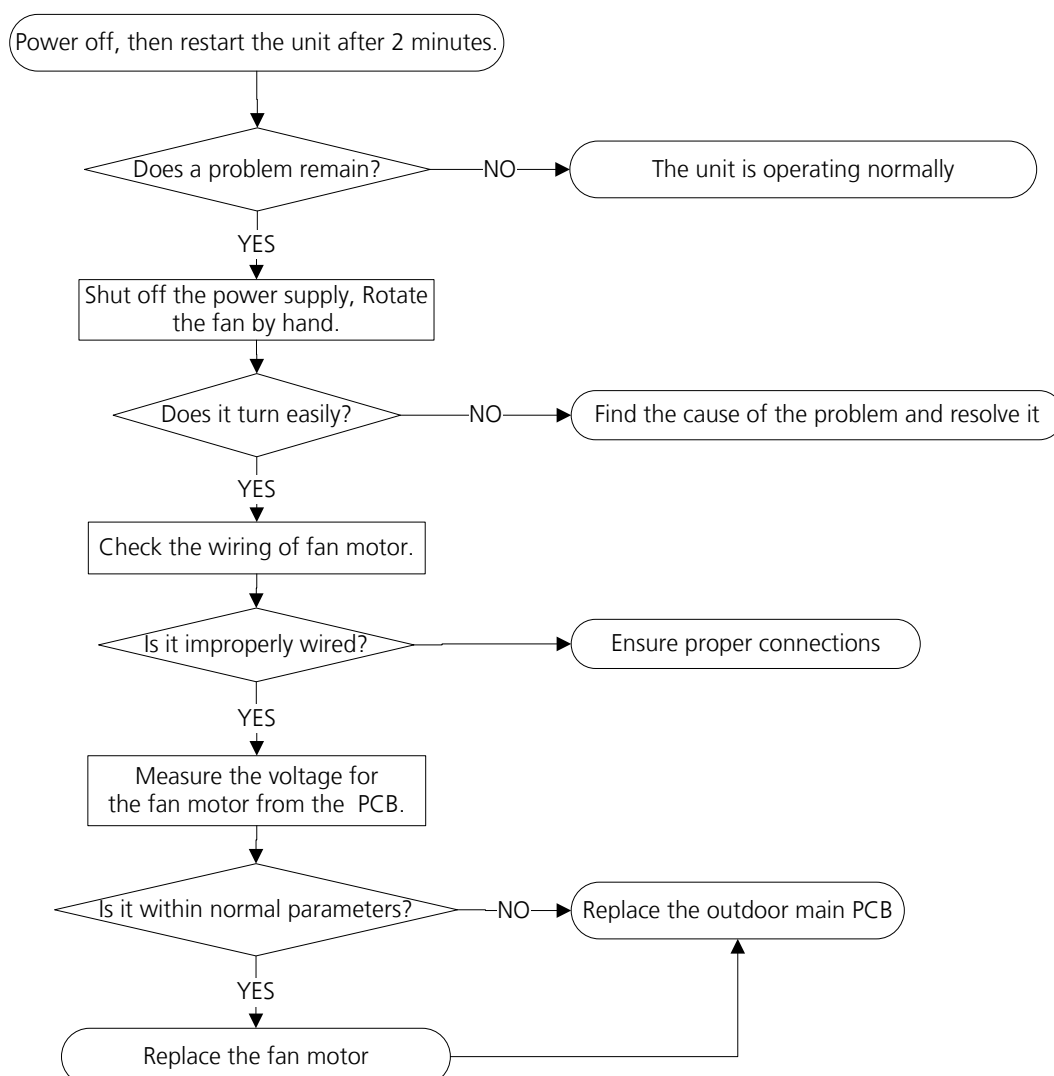 Power off, then restart the unit after 2 minutes.
Does a problem remain?
NO
The unit is operating normally
YES
Shut off the power supply, Rotate
the fan by hand.
Does it turn easily?
NO
Find the cause of the problem and resolve it
YES
Check the wiring of fan motor.
Is it improperly wired?
Ensure proper connections
YES
Measure the voltage for
the fan motor from the PCB.
Is it within normal parameters?
NO
Replace the outdoor main PCB
YES
Replace the fan motor